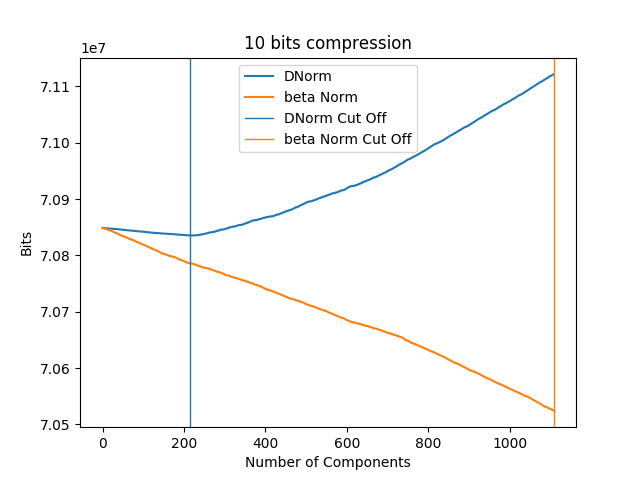 10 bits compression
1e7
7.11
7.10
7.09
7.08
7.07
7.06
7.05
Bits
DNorm
beta Norm
DNorm Cut Off
beta Norm Cut Off
0 200 400 600 800 1000
Number of Components